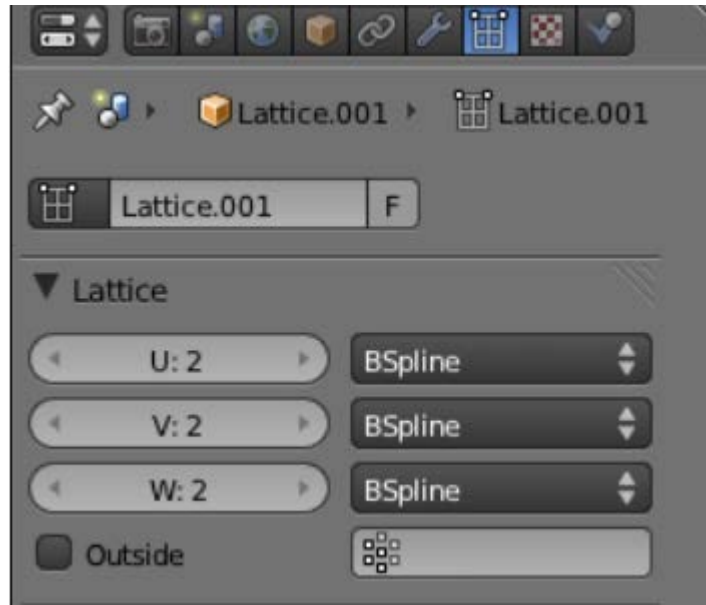 Lattice.001 Lattice.001
Lattice.001 F
Lattice
U: 2 BSpline
V: 2 BSpline
W: 2 BSpline
Outside